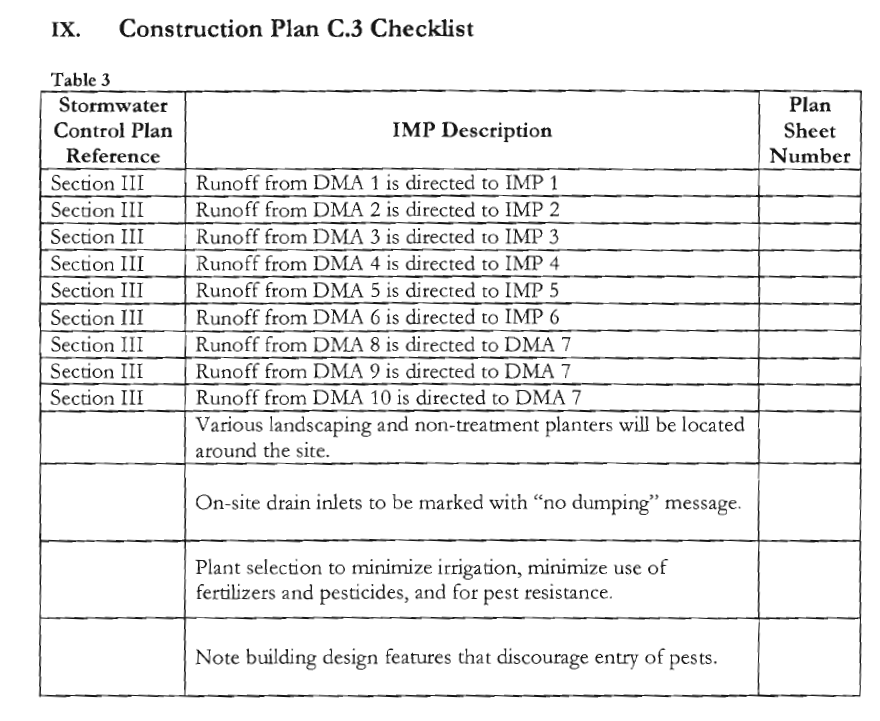 IX. Construction Plan C.3 Checklist
Table 3
Stormwater
Control Plan
Reference
IMP Description
Plan
Sheet
Number
Section III Runoff from DMA 1 is directed to IMP 1
Section III Runoff from DMA 2 is directed to IMP 2
Section III Runoff from DMA 3 is directed to IMP 3
Section III Runoff from DMA 4 is directed to IMP 4
Section III Runoff from DMA 5 is directed to IMP 5
Section III Runoff from DMA 6 is directed to IMP 6
Section III Runoff from DMA 8 is directed to DMA 7
Section III Runoff from DMA 9 is directed to DMA 7
Section III Runoff from DMA 10 is directed to DMA 7
Various landscaping and non-treatment planters will be located
around the site.
On-site drain inlets to be marked with “no dumping” message.
Plant selection to minimize irrigation, minimize use of
fertilizers and pesticides, and for pest resistance.
Note building design features that discourage entry of pests.